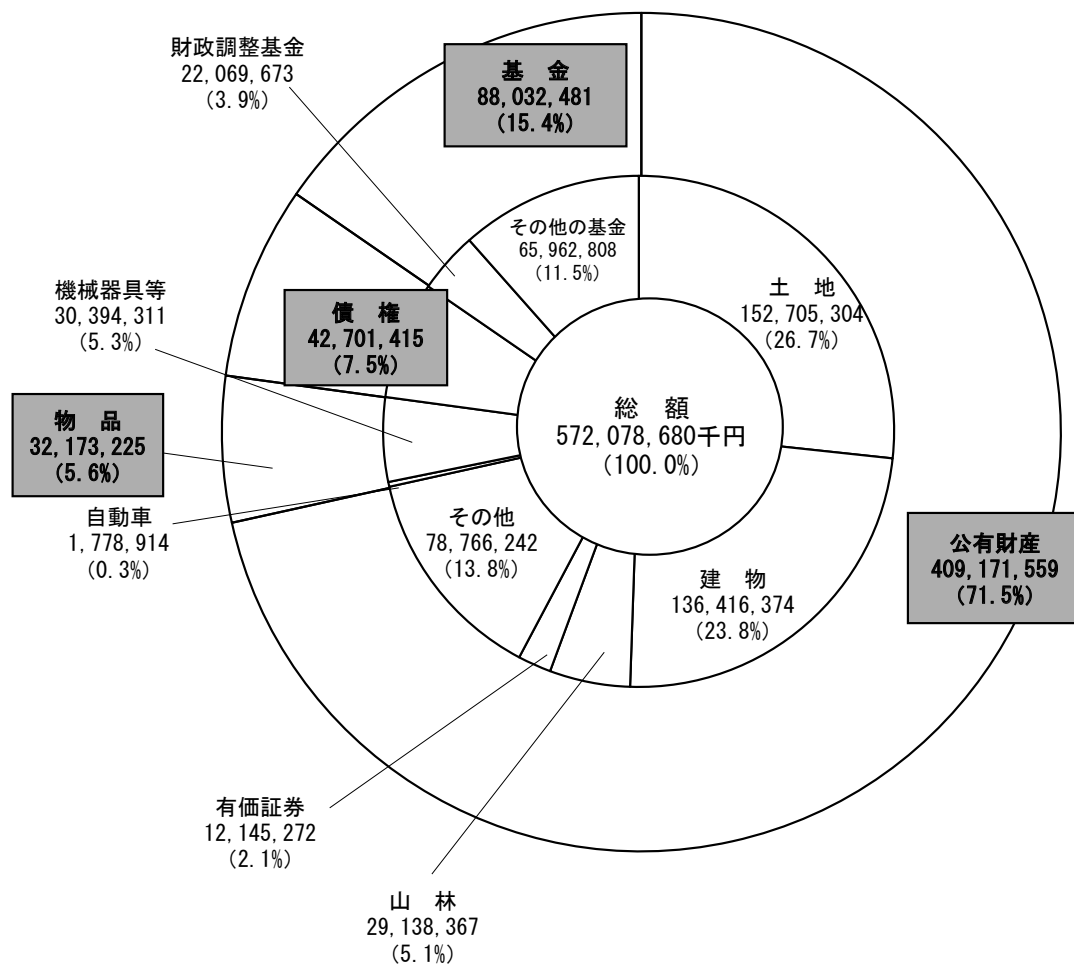 財政調整基金
22,069,673
(3.9%)
基　金
88,032,481
(15.4%)
その他の基金
65,962,808
(11.5%)
土　地
152,705,304
(26.7%)
機械器具等
30,394,311
(5.3%)
債　権
42,701,415
(7.5%)
総　額
572,078,680千円
(100.0%)
物　品
32,173,225
(5.6%)
自動車
1,778,914
(0.3%)
その他
78,766,242
(13.8%)
建　物
136,416,374
(23.8%)
公有財産
409,171,559
(71.5%)
有価証券
12,145,272
(2.1%)
山　林
29,138,367
(5.1%)